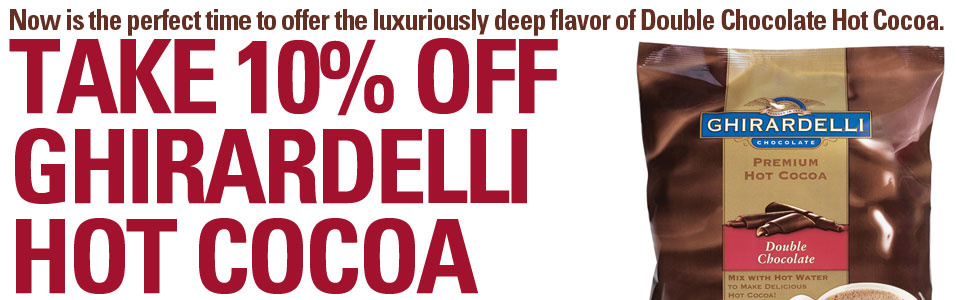 Now is the perfect time to offer the luxuriously deep flavor of Double Chocolate Hot Cocoa.
TAKE 10% OFF
GHIRARDELLI
HOT COCOA
GHIRARDELLI
CHOCOLATE
PREMIUM
HOT COCOA
Double
Chocolate
MIX WITH HOT WATER
TO MAKE DELICIOUS
HOT COCOA!